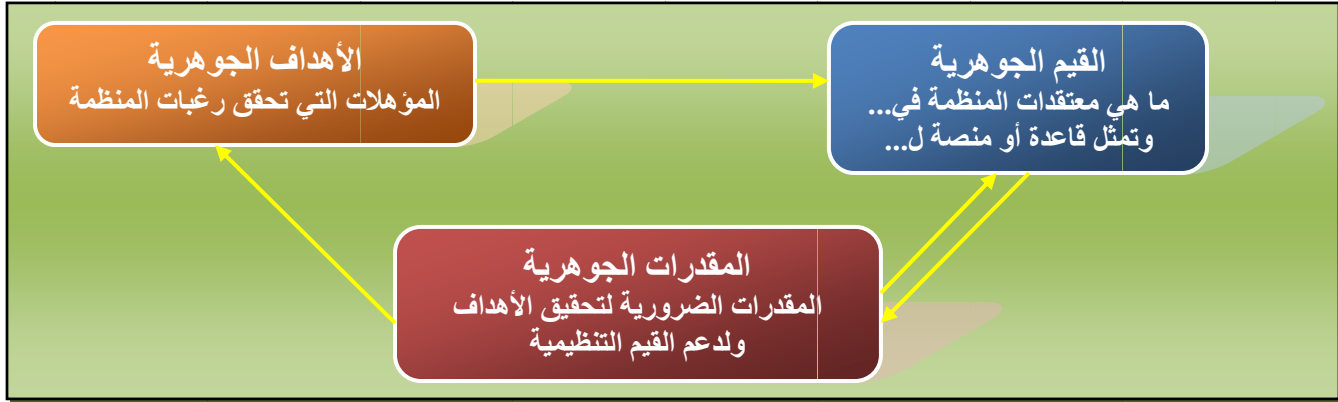 القيم الجوهرية
ما هي معتقدات المنظمة في...
وتمثل قاعدة أو منصة ل...
الأهداف الجوهرية
المؤهلات التي تحقق رغبات المنظمة
المقدرات الجوهرية
المقدرات الضرورية لتحقيق الأهداف
ولدعم القيم التنظيمية